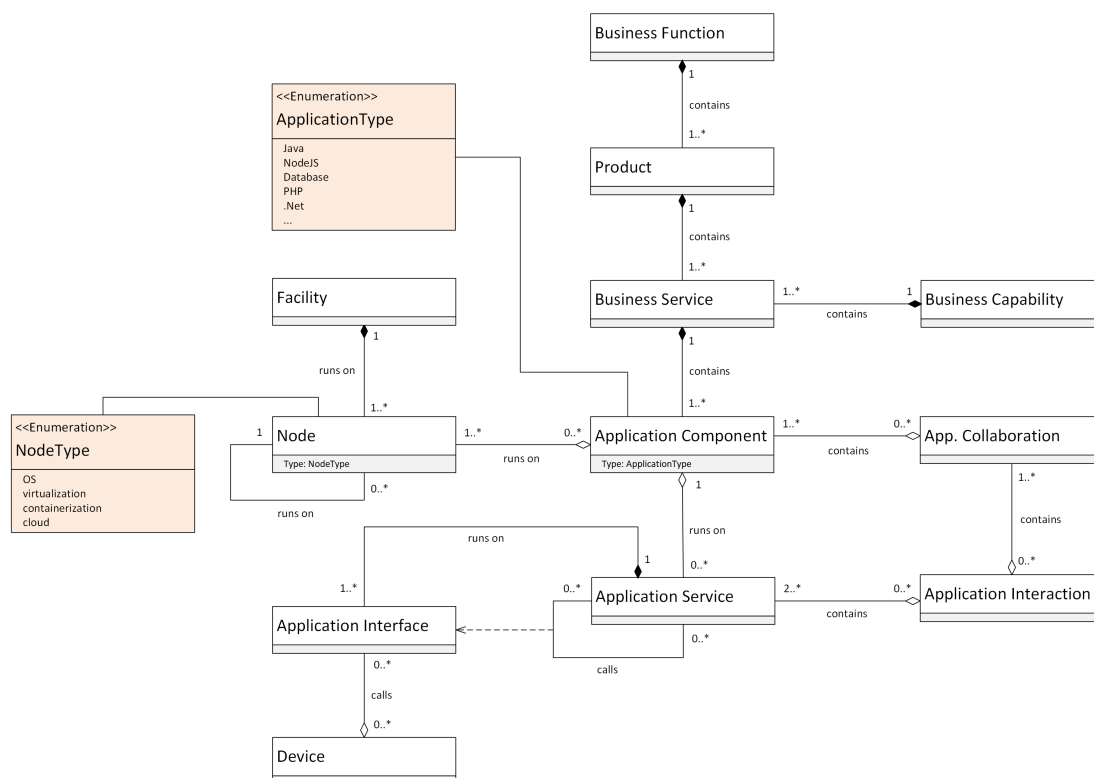 Business Function
1
contains
1..*
<<Enumeration>>
ApplicationType
Java
NodeJS
Database
PHP
.Net
...
Product
1
contains
1..*
Facility
1
runs on
1..*
Business Service
1..*
1
contains
Business Capability
1
contains
1..*
<<Enumeration>>
NodeType
OS
virtualization
containerization
cloud
1
Node
Type: NodeType
0..*
runs on
1..*
0..*
runs on
Application Component
Type: ApplicationType
1..*
0..*
contains
App. Collaboration
1
runs on
0..*
1..*
contains
0..*
runs on
1
1..*
Application Interface
0..*
Application Service
0..*
calls
2..*
0..*
contains
Application Interaction
0..*
calls
0..*
Device